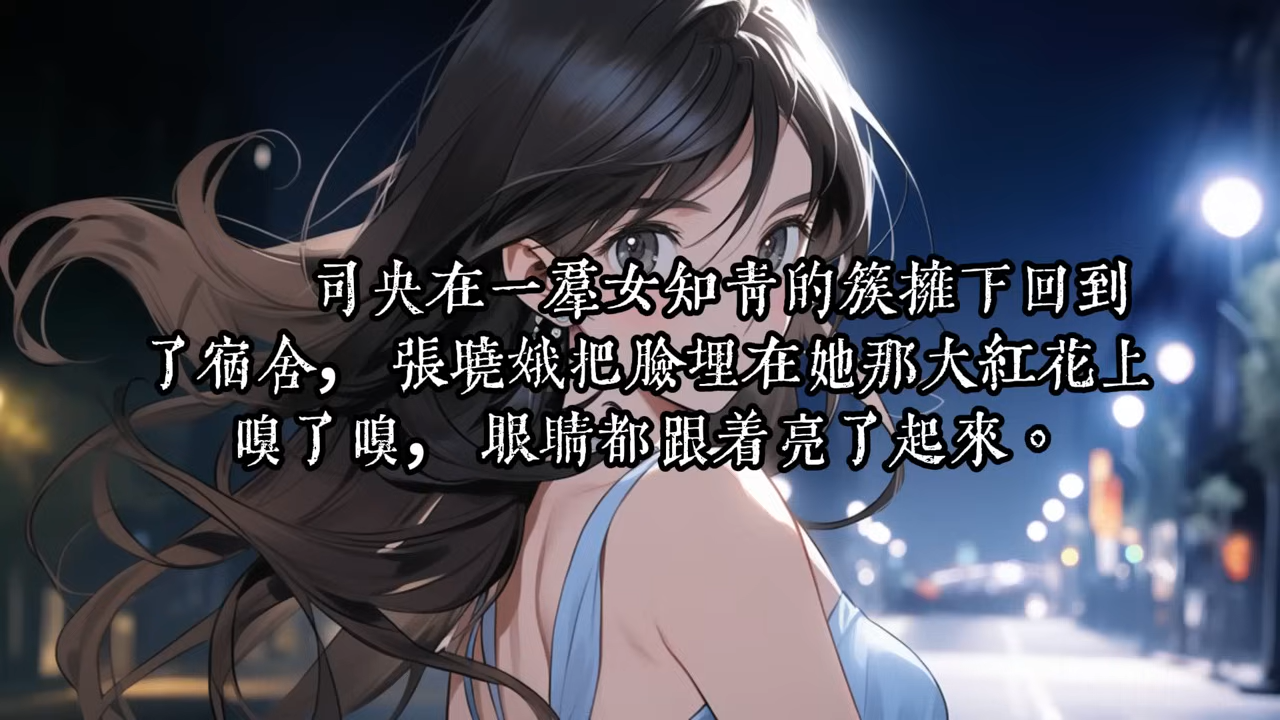 司央在一羣女知青的簇擁下回到
了宿舍, 張曉娥把臉埋在她那大紅花上
嗅了嗅, 眼睛都跟着亮了起來。